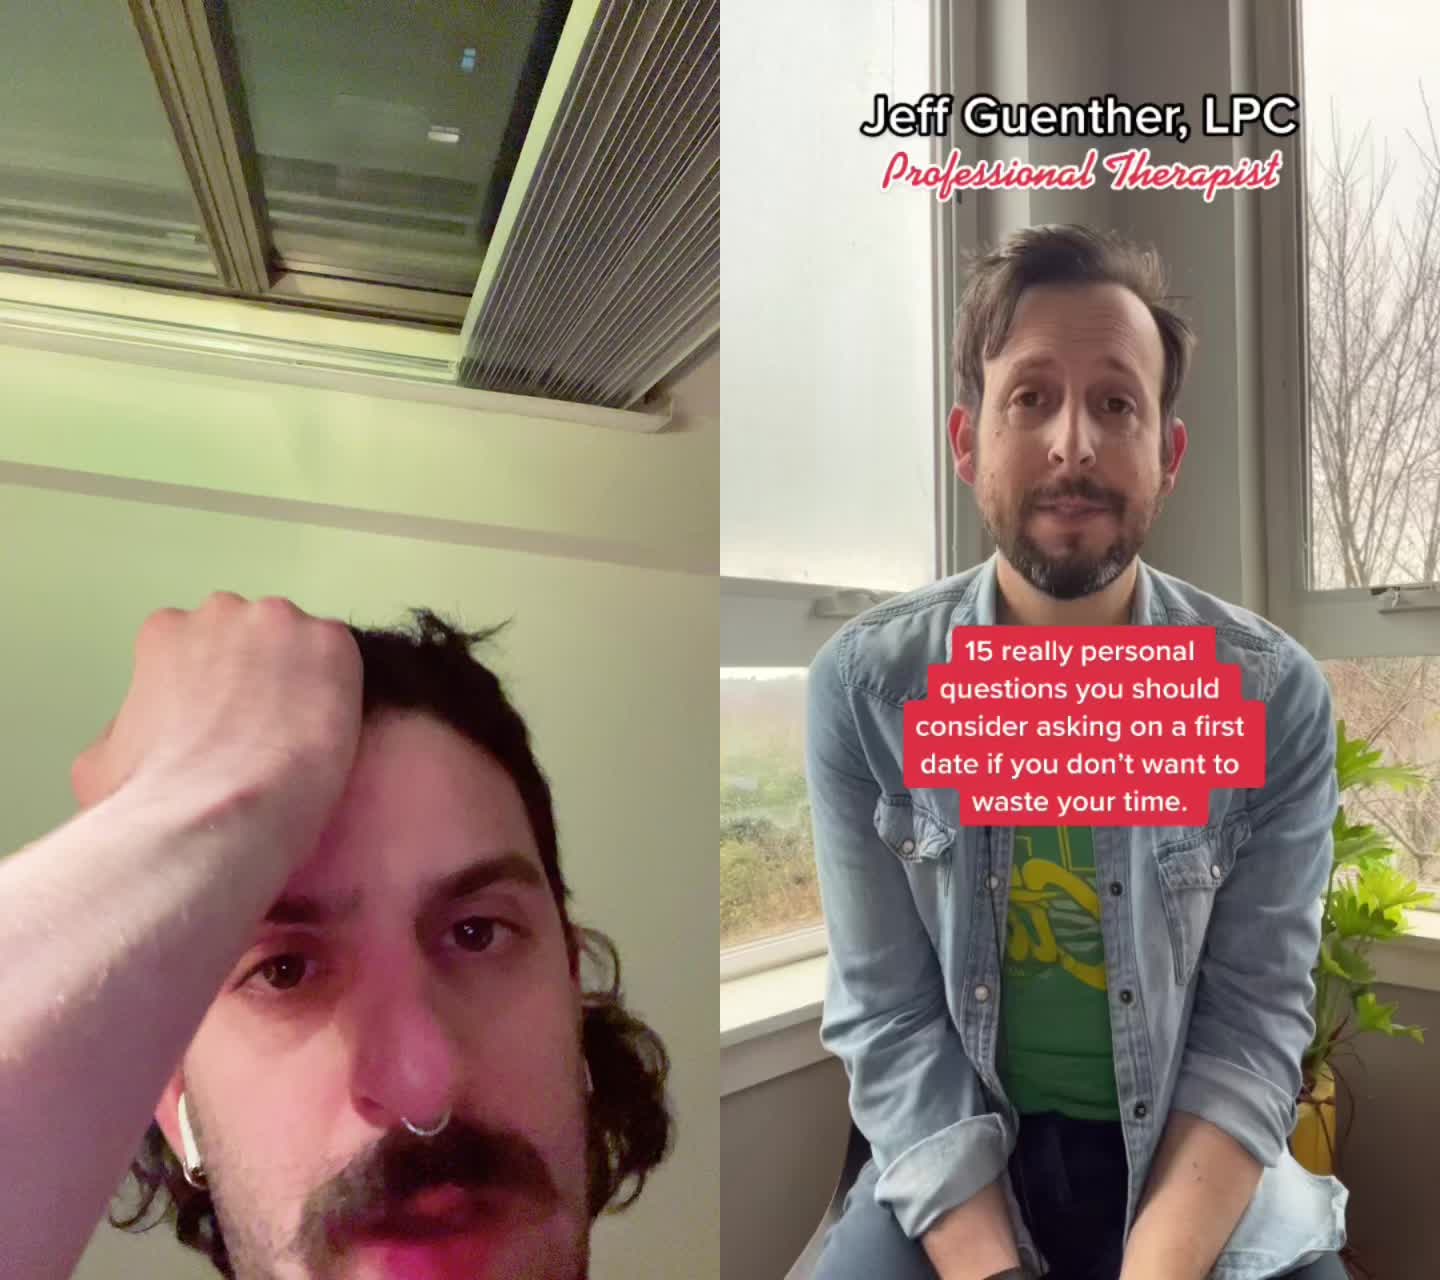 Jeff Guenther, LPC
Professional Therapist
15 really personal
questions you should
consider asking on a first
date if you don't want to
waste your time.